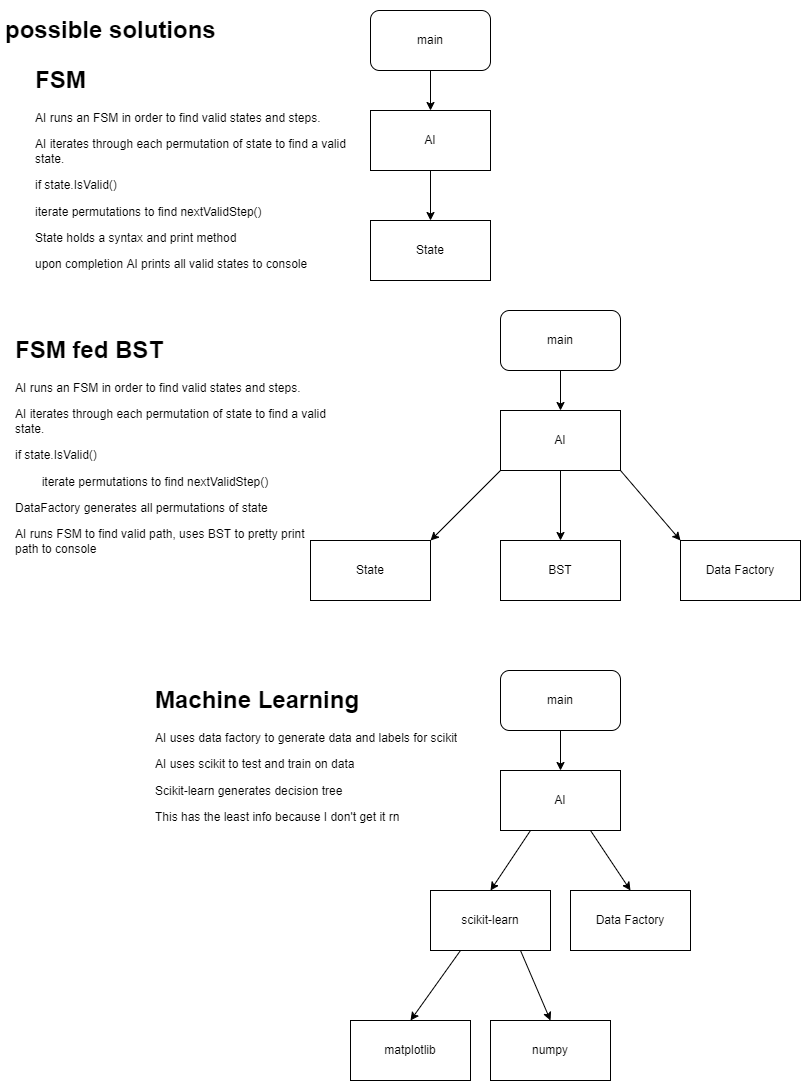 possible solutions
main
FSM
AI runs an FSM in order to find valid states and steps.
AI
AI iterates through each permutation of state to find a valid
state.
if state.IsValid()
iterate permutations to find nextValidStep()
State holds a syntax and print method
State
upon completion AI prints all valid states to console
FSM fed BST
main
AI runs an FSM in order to find valid states and steps.
AI iterates through each permutation of state to find a valid
state.
AI
if state.IsValid()
iterate permutations to find nextValidStep()
DataFactory generates all permutations of state
AI runs FSM to find valid path, uses BST to pretty print
path to console
State
BST
Data Factory
Machine Learning
main
AI uses data factory to generate data and labels for scikit
AI uses scikit to test and train on data
Scikit-learn generates decision tree
AI
This has the least info because I don't get it rn
scikit-learn
Data Factory
matplotlib
numpy